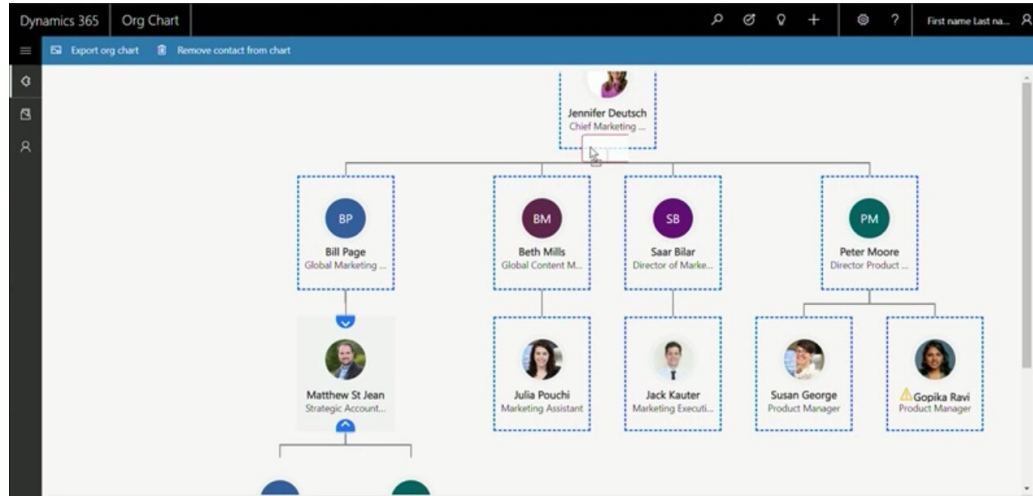 Dynamics 365 Org Chart ? First name Last na...
Export org chart Remove contact from chart
Jennifer Deutsch
Chief Marketing ...
BP BM SB PM
Bill Page Beth Mills Saar Bilar Peter Moore
Global Marketing ... Global Content M... Director of Marke... Director Product ...
Matthew St Jean Julia Pouchi Jack Kauter Susan George Gopika Ravi
Strategic Account... Marketing Assistant Marketing Executi... Product Manager Product Manager